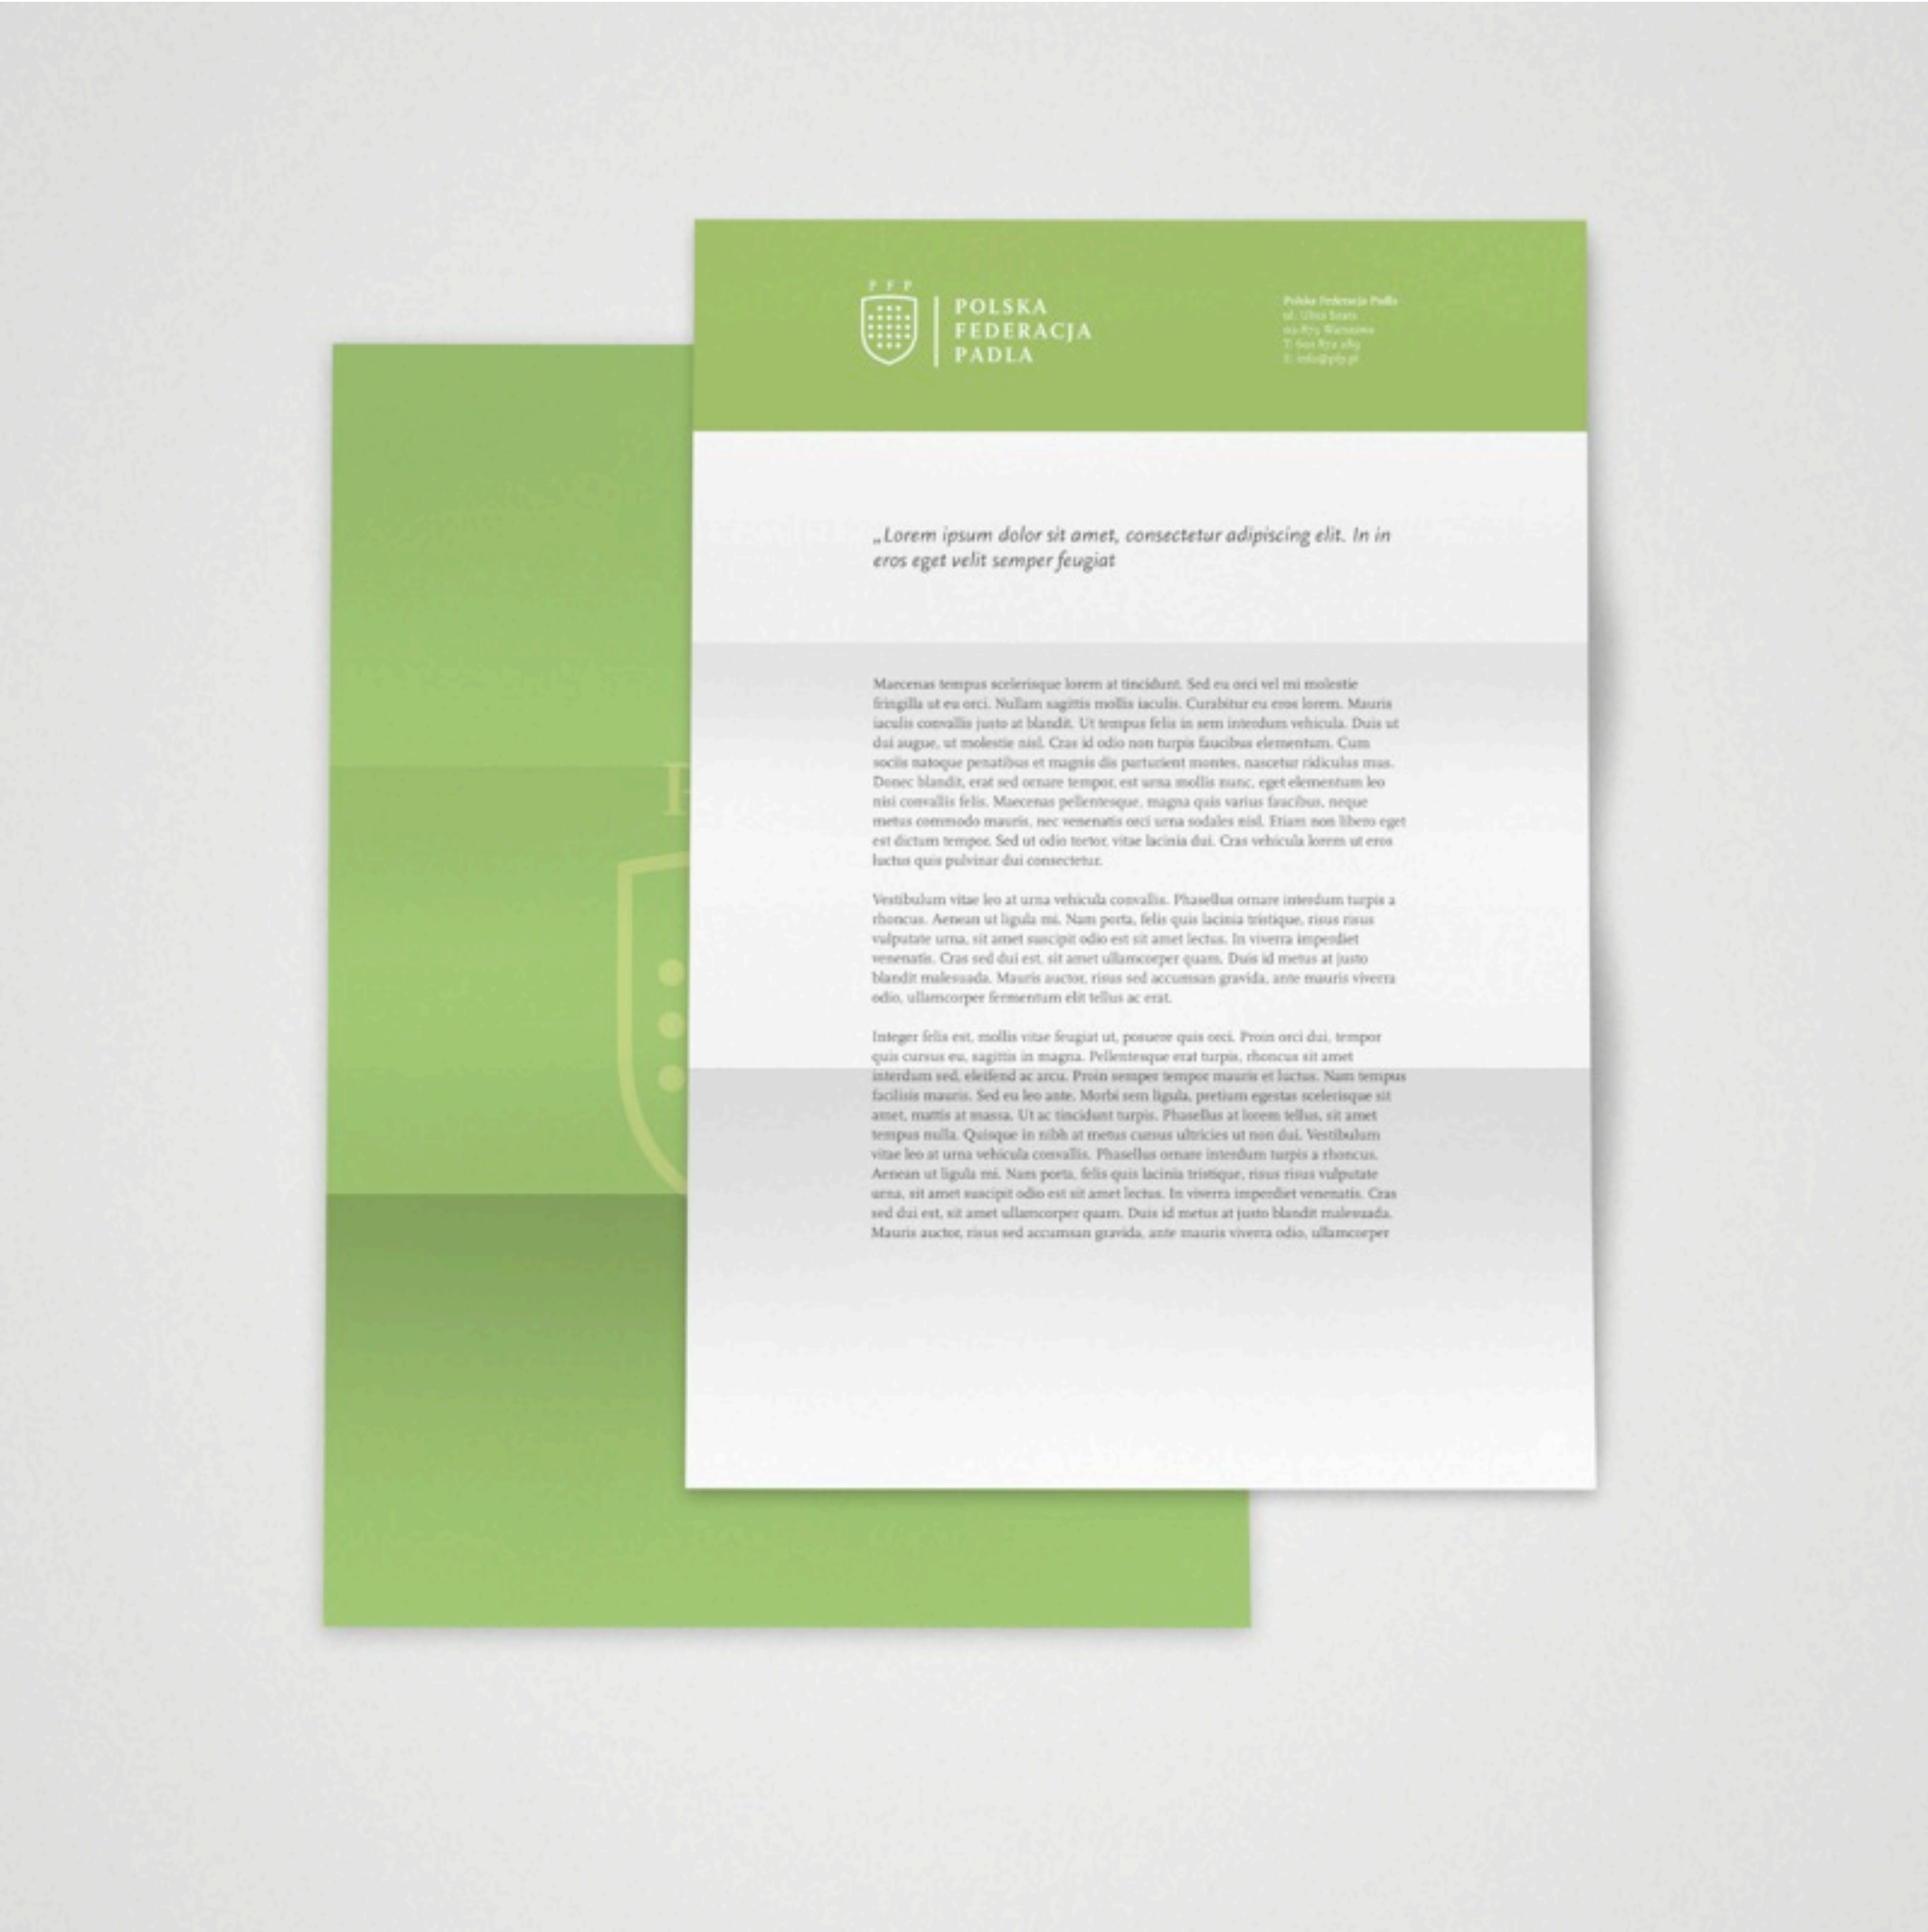 P F P
POLSKA
FEDERACJA
PADLA
Polska Federacja Padla
ul. Ulica Szara
Warszawa
T: 602 872 289
E: info@pfp.pl
„Lorem ipsum dolor sit amet, consectetur adipiscing elit. In in
eros eget velit semper feugiat
Maecenas tempus scelerisque lorem at tincidunt. Sed eu orci vel mi molestie
fringilla ut eu orci. Nullam sagittis mollis iaculis. Curabitur eu eros lorem. Mauris
iaculis convallis justo at blandit. Ut tempus felis in sem interdum vehicula. Duis ut
dui augue, ut molestie nisl. Cras id odio non turpis faucibus elementum. Cum
sociis natoque penatibus et magnis dis parturient montes, nascetur ridiculus mus.
Donec blandit, erat sed ornare tempor, est urna mollis nunc, eget elementum leo
nisi convallis felis. Maecenas pellentesque, magna quis varius faucibus, neque
metus commodo mauris, nec venenatis orci urna sodales nisl. Etiam non libero eget
est dictum tempor. Sed ut odio tortor, vitae lacinia dui. Cras vehicula lorem ut eros
luctus quis pulvinar dui consectetur.
Vestibulum vitae leo at urna vehicula convallis. Phasellus ornare interdum turpis a
rhoncus. Aenean ut ligula mi. Nam porta, felis quis lacinia tristique, risus risus
vulputate urna, sit amet suscipit odio est sit amet lectus. In viverra imperdiet
venenatis. Cras sed dui est, sit amet ullamcorper quam. Duis id metus at justo
blandit malesuada. Mauris auctor, risus sed accumsan gravida, ante mauris viverra
odio, ullamcorper fermentum elit tellus ac erat.
Integer felis est, mollis vitae feugiat ut, posuere quis orci. Proin orci dui, tempor
quis cursus eu, sagittis in magna. Pellentesque erat turpis, rhoncus sit amet
interdum sed, eleifend ac arcu. Proin semper tempor mauris et luctus. Nam tempus
facilisis mauris. Sed eu leo ante. Morbi sem ligula, pretium egestas scelerisque sit
amet, mattis at massa. Ut ac tincidunt turpis. Phasellus at lorem tellus, sit amet
tempus nulla. Quisque in nibh at metus cursus ultricies ut non dui. Vestibulum
vitae leo at urna vehicula convallis. Phasellus ornare interdum turpis a rhoncus.
Aenean ut ligula mi. Nam porta, felis quis lacinia tristique, risus risus vulputate
urna, sit amet suscipit odio est sit amet lectus. In viverra imperdiet venenatis. Cras
sed dui est, sit amet ullamcorper quam. Duis id metus at justo blandit malesuada.
Mauris auctor, risus sed accumsan gravida, ante mauris viverra odio, ullamcorper